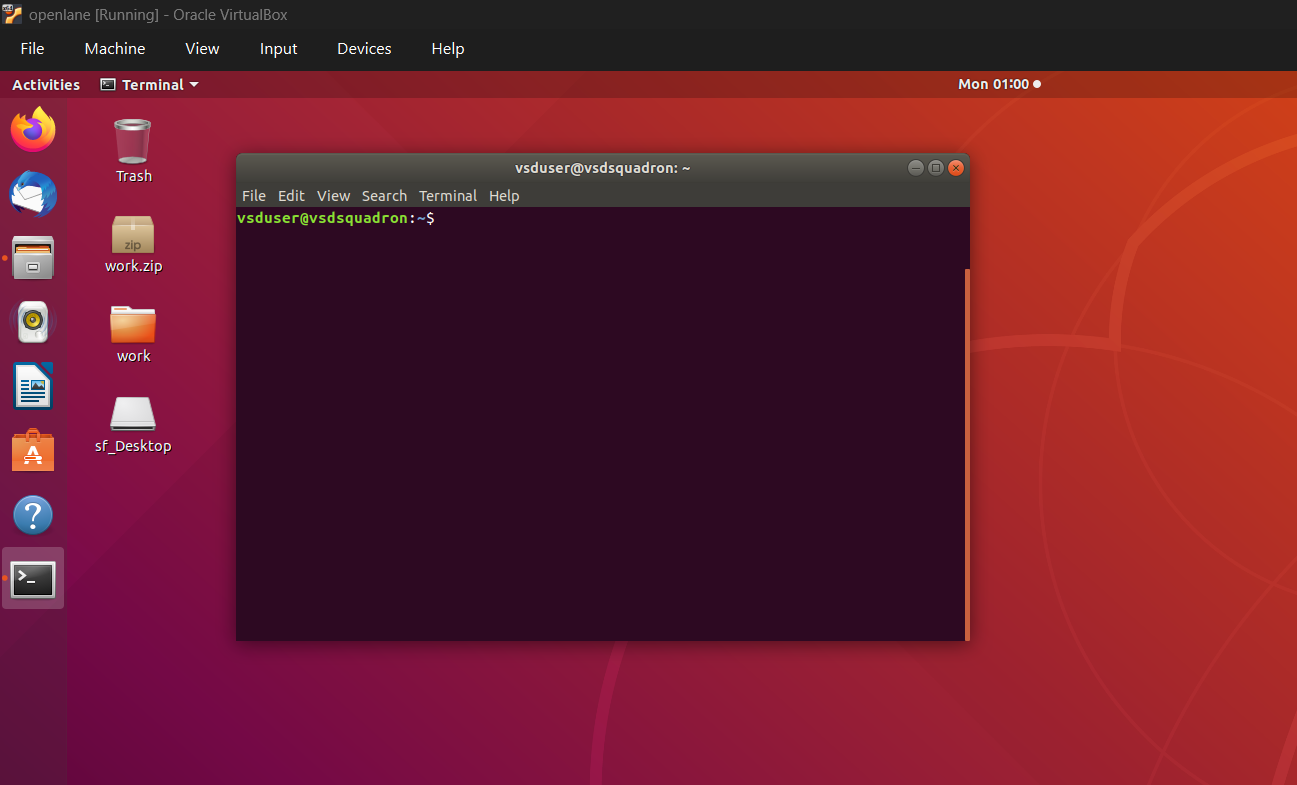 openlane [Running] - Oracle VirtualBox
File Machine View Input Devices Help
Activities Terminal Mon 01:00
Trash
zip
work.zip
work
sf_Desktop
vsduser@vsdsquadron: ~
File Edit View Search Terminal Help
vsduser@vsdsquadron:~$